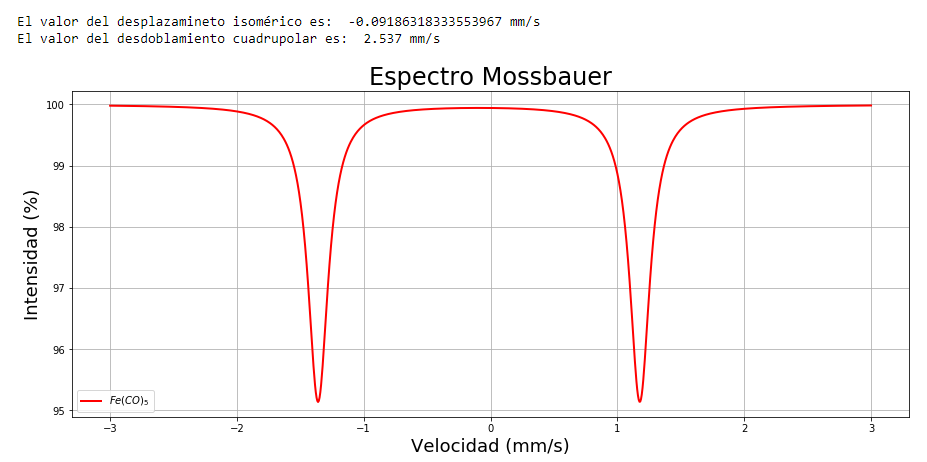 El valor del desplazamineto isomérico es:  -0.09186318333553967 mm/s
El valor del desdoblamiento cuadrupolar es:  2.537 mm/s
Espectro Mossbauer
Intensidad (%)
100
99
98
97
96
95
Fe(CO)₅
−3 −2 −1 0 1 2 3
Velocidad (mm/s)